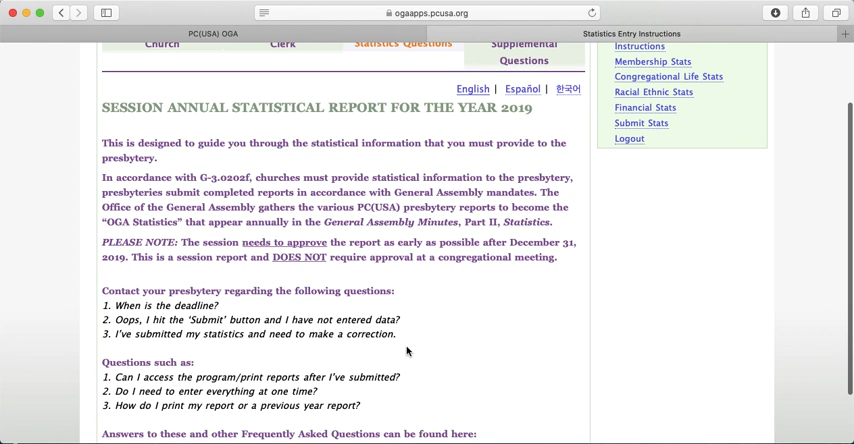 ogaapps.pcusa.org
PC(USA) OGA
Statistics Entry Instructions
Church
Clerk
Statistics Questions
Supplemental
Questions
English | Español | 한국어
SESSION ANNUAL STATISTICAL REPORT FOR THE YEAR 2019
This is designed to guide you through the statistical information that you must provide to the
presbytery.
In accordance with G-3.0202f, churches must provide statistical information to the presbytery,
presbyteries submit completed reports in accordance with General Assembly mandates. The
Office of the General Assembly gathers the various PC(USA) presbytery reports to become the
“OGA Statistics” that appear annually in the General Assembly Minutes, Part II, Statistics.
PLEASE NOTE: The session needs to approve the report as early as possible after December 31,
2019. This is a session report and DOES NOT require approval at a congregational meeting.
Contact your presbytery regarding the following questions:
1. When is the deadline?
2. Oops, I hit the ‘Submit’ button and I have not entered data?
3. I’ve submitted my statistics and need to make a correction.
Questions such as:
1. Can I access the program/print reports after I’ve submitted?
2. Do I need to enter everything at one time?
3. How do I print my report or a previous year report?
Answers to these and other Frequently Asked Questions can be found here:
Instructions
Membership Stats
Congregational Life Stats
Racial Ethnic Stats
Financial Stats
Submit Stats
Logout